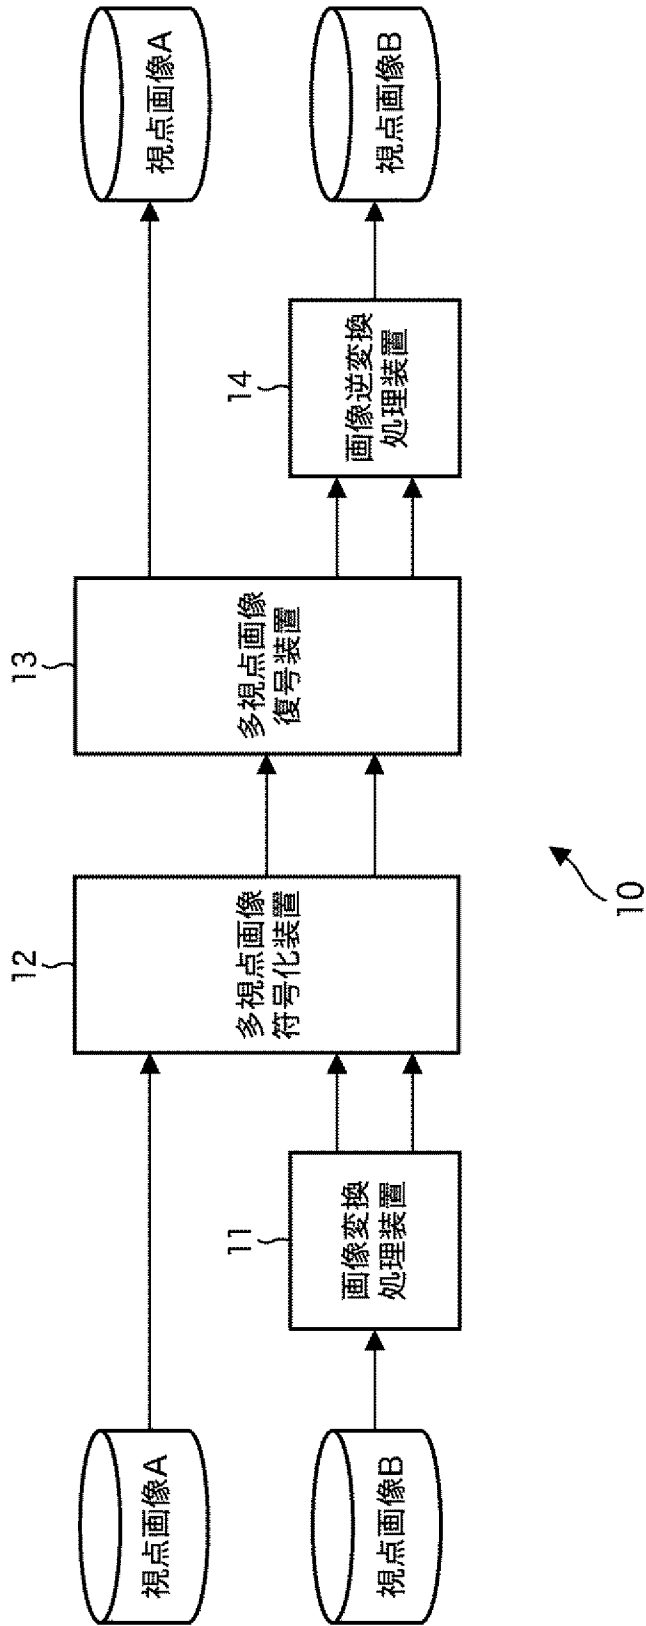 視点画像A
視点画像B
11
画像変換
処理装置
12
多視点画像
符号化装置
13
多視点画像
復号装置
14
画像逆変換
処理装置
視点画像A
視点画像B
10